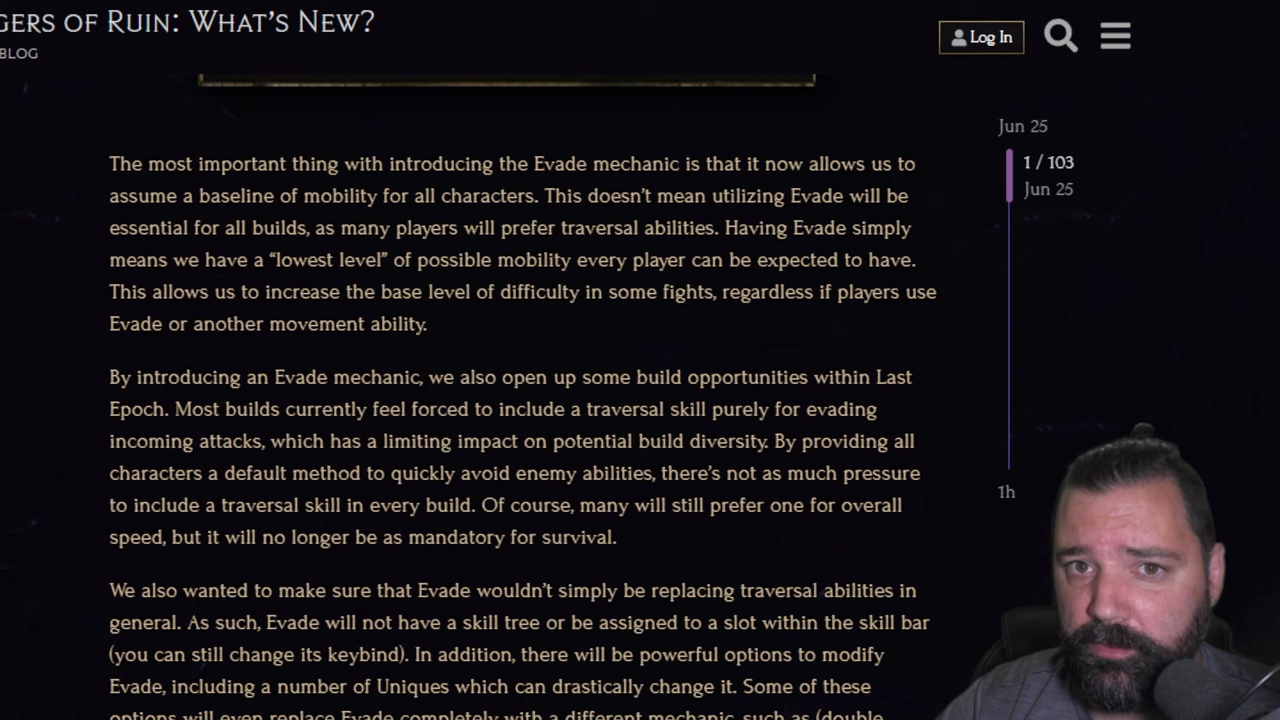 GERS OF RUIN: WHAT'S NEW?
BLOG
Log In
Jun 25
1 / 103
Jun 25
1h
The most important thing with introducing the Evade mechanic is that it now allows us to
assume a baseline of mobility for all characters. This doesn't mean utilizing Evade will be
essential for all builds, as many players will prefer traversal abilities. Having Evade simply
means we have a “lowest level” of possible mobility every player can be expected to have.
This allows us to increase the base level of difficulty in some fights, regardless if players use
Evade or another movement ability.
By introducing an Evade mechanic, we also open up some build opportunities within Last
Epoch. Most builds currently feel forced to include a traversal skill purely for evading
incoming attacks, which has a limiting impact on potential build diversity. By providing all
characters a default method to quickly avoid enemy abilities, there's not as much pressure
to include a traversal skill in every build. Of course, many will still prefer one for overall
speed, but it will no longer be as mandatory for survival.
We also wanted to make sure that Evade wouldn't simply be replacing traversal abilities in
general. As such, Evade will not have a skill tree or be assigned to a slot within the skill bar
(you can still change its keybind). In addition, there will be powerful options to modify
Evade, including a number of Uniques which can drastically change it. Some of these
options will even replace Evade completely with a different mechanic, such as (double